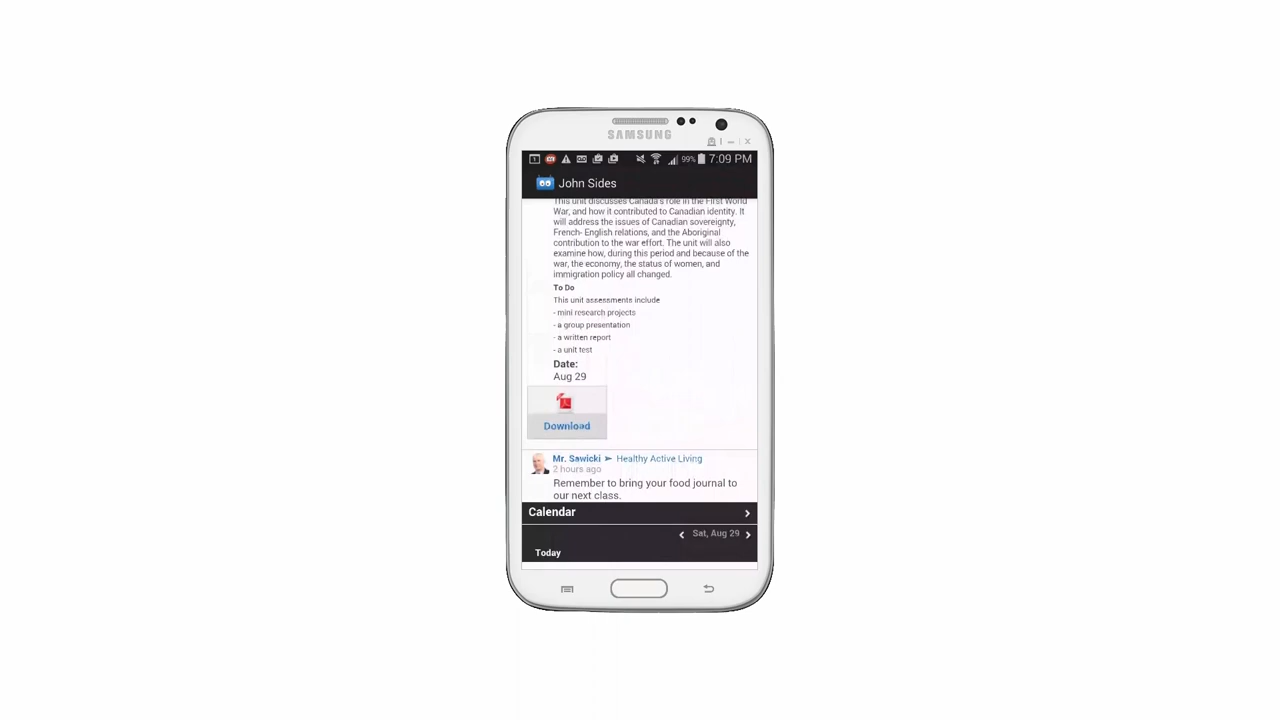 SAMSUNG
99% 7:09 PM
John Sides
This unit discusses Canada's role in the First World
War, and how it contributed to Canadian identity. It
will address the issues of Canadian sovereignty,
French- English relations, and the Aboriginal
contribution to the war effort. The unit will also
examine how, during this period and because of the
war, the economy, the status of women, and
immigration policy all changed.
To Do
This unit assessments include
- mini research projects
- a group presentation
- a written report
- a unit test
Date:
Aug 29
Download
Mr. Sawicki ➣ Healthy Active Living
2 hours ago
Remember to bring your food journal to
our next class.
Calendar
Sat, Aug 29
Today